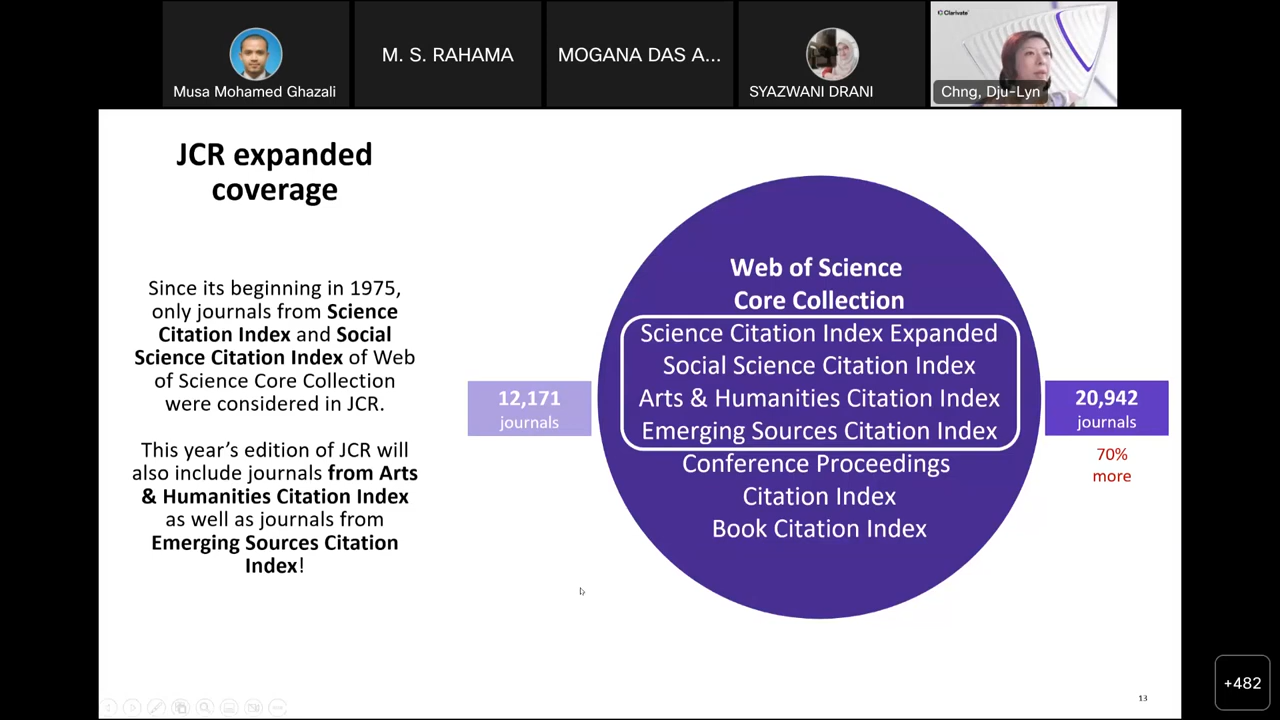 Musa Mohamed Ghazali
M. S. RAHAMA
MOGANA DAS A...
SYAZWANI DRANI
Clarivate
Chng, Dju-Lyn
JCR expanded
coverage
Since its beginning in 1975,
only journals from Science
Citation Index and Social
Science Citation Index of Web
of Science Core Collection
were considered in JCR.
This year's edition of JCR will
also include journals from Arts
& Humanities Citation Index
as well as journals from
Emerging Sources Citation
Index!
12,171
journals
Web of Science
Core Collection
Science Citation Index Expanded
Social Science Citation Index
Arts & Humanities Citation Index
Emerging Sources Citation Index
Conference Proceedings
Citation Index
Book Citation Index
20,942
journals
70%
more
13
+482